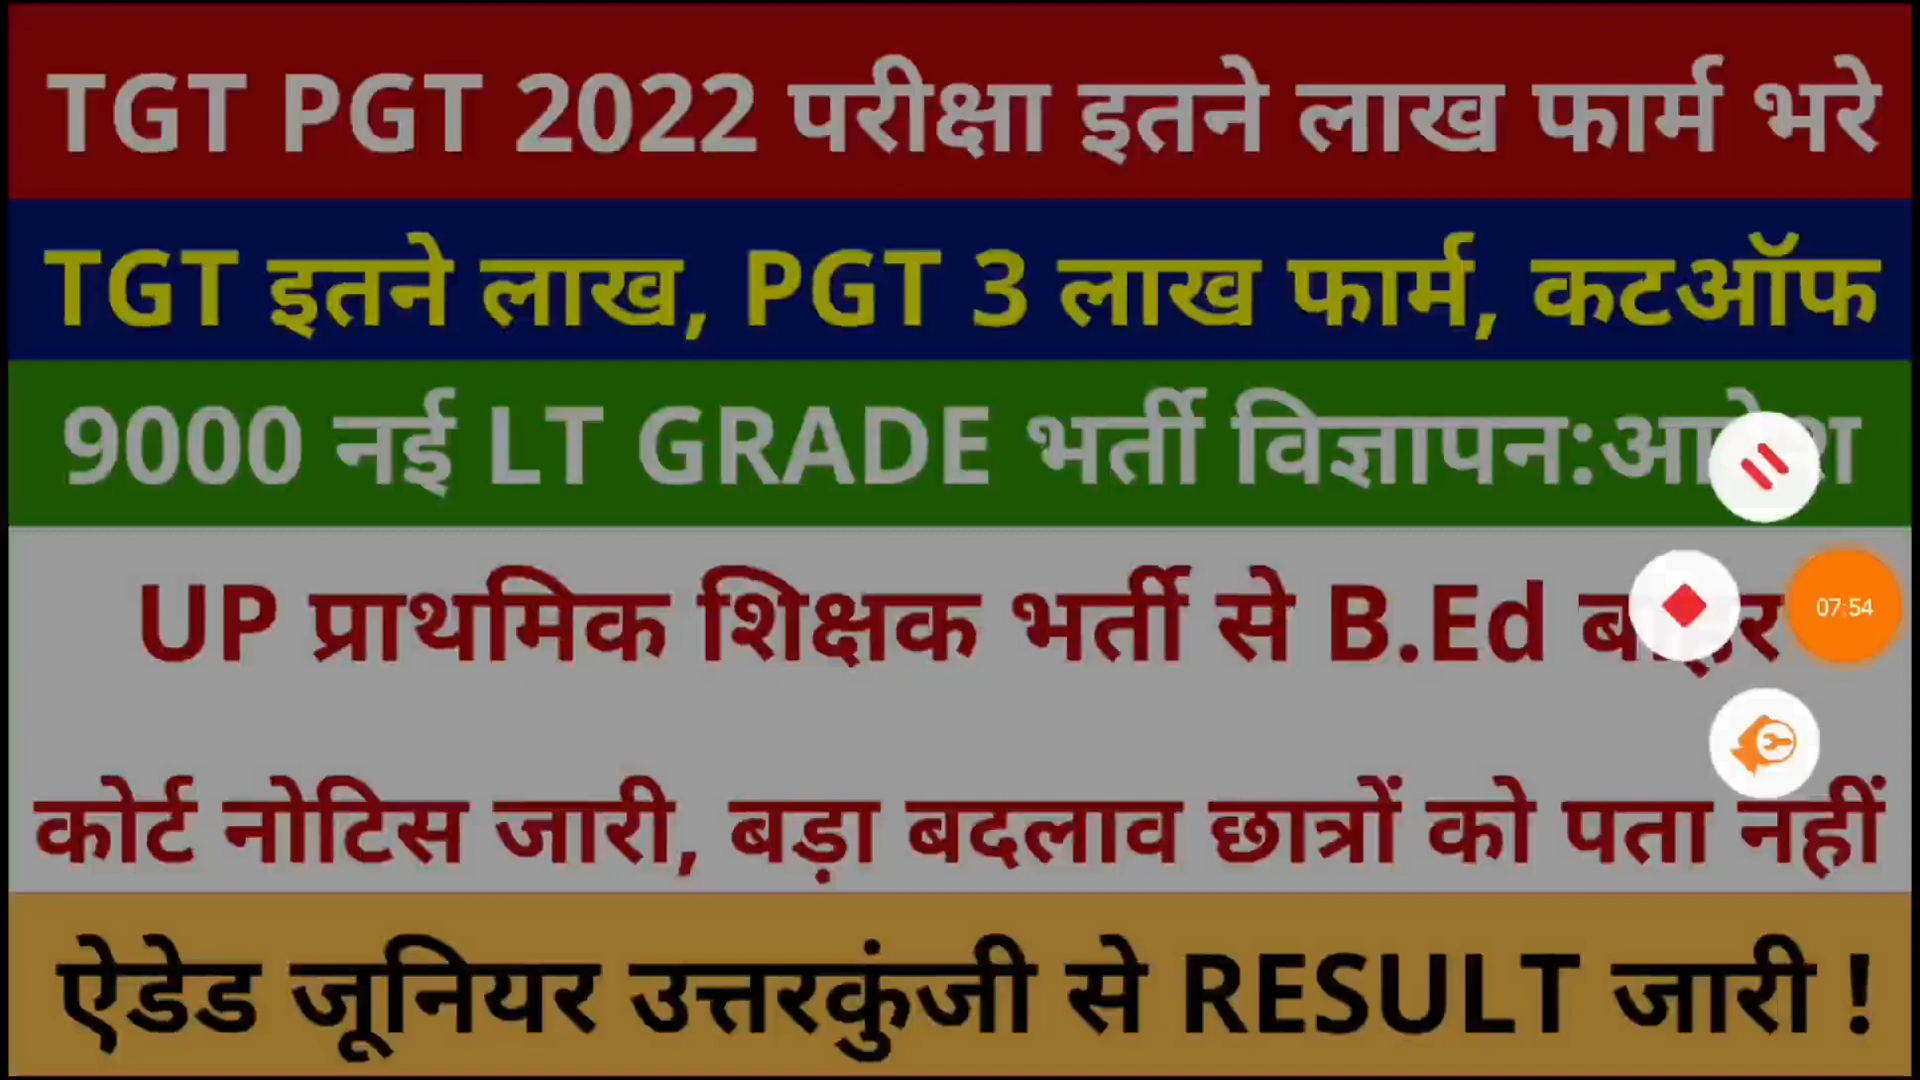 TGT PGT 2022 परीक्षा इतने लाख फार्म भरे
TGT इतने लाख, PGT 3 लाख फार्म, कटऑफ
9000 नई LT GRADE भर्ती विज्ञापन:
UP प्राथमिक शिक्षक भर्ती से B.Ed
07:54
कोर्ट नोटिस जारी, बड़ा बदलाव छात्रों को पता नहीं
ऐडेड जूनियर उत्तरकुंजी से RESULT जारी !